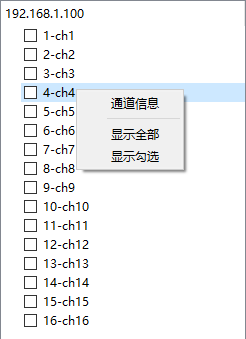 192.168.1.100
1-ch1
2-ch2
3-ch3
4-ch4
通道信息
5-ch5
显示全部
6-ch6
显示勾选
7-ch7
8-ch8
9-ch9
10-ch10
11-ch11
12-ch12
13-ch13
14-ch14
15-ch15
16-ch16